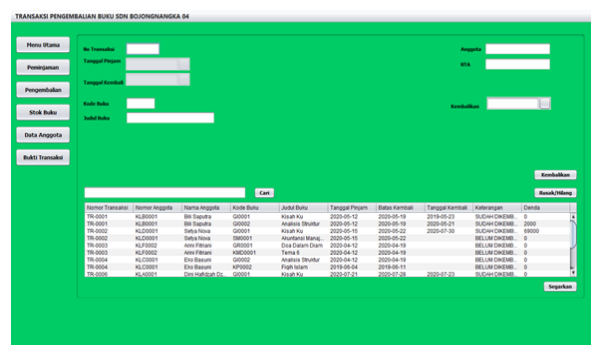 TRANSAKSI PENGEMBALIAN BUKU SDN BOJONGNANGKA 04
Menu Utama
Peminjaman
Pengembalian
Stok Buku
Data Anggota
Bukti Transaksi
No Transaksi
Tanggal Pinjam
Tanggal Kembali
Kode Buku
Judul Buku
Anggota
Kembalikan
Kembalikan
Cari
Rusak/Hilang
Nomor Transaksi Nomor Anggota Nama Anggota Kode Buku Judul Buku Tanggal Pinjam Batas Kembali Tanggal Kembali Keterangan Denda
TR-0001 KLB0001 Bili Saputra GI0001 Kisah Ku 2020-05-12 2020-05-19 2019-05-23 SUDAH DIKEMB... 0
TR-0001 KLB0001 Bili Saputra GI0002 Analisis Struktur 2020-05-12 2020-05-19 2020-05-21 SUDAH DIKEMB... 2000
TR-0002 KLD0001 Setya Nova GI0001 Kisah Ku 2020-05-15 2020-05-22 2020-07-30 SUDAH DIKEMB... 69000
TR-0002 KLD0001 Setya Nova SM0001 Akuntansi Manaj... 2020-05-15 2020-05-22 BELUM DIKEMB... 0
TR-0003 KLF0002 Anni Fitriani GR0001 Doa Dalam Diam 2020-04-12 2020-04-19 BELUM DIKEMB... 0
TR-0003 KLF0002 Anni Fitriani KMD0001 Tema 6 2020-04-12 2020-04-19 BELUM DIKEMB... 0
TR-0004 KLC0001 Eko Basuni GI0002 Analisis Struktur 2020-04-12 2020-04-19 BELUM DIKEMB... 0
TR-0004 KLC0001 Eko Basuni KP0002 Fiqih Islam 2019-05-04 2019-05-11 BELUM DIKEMB... 0
TR-0006 KLA0001 Dini Hafidzah Dz... GI0001 Kisah Ku 2020-07-21 2020-07-28 2020-07-23 SUDAH DIKEMB... 0
Segarkan